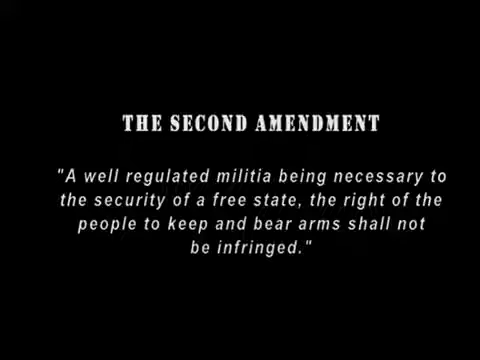 THE SECOND AMENDMENT
"A well regulated militia being necessary to
the security of a free state, the right of the
people to keep and bear arms shall not
be infringed."